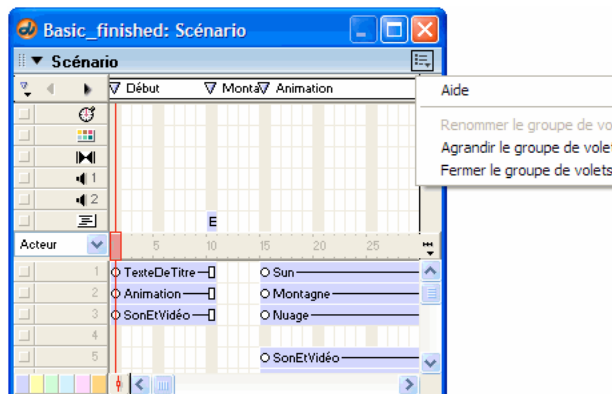 Basic_finished: Scénario
Scénario
Début Monta Animation
Aide
Renommer le groupe de vo
Agrandir le groupe de volet
Fermer le groupe de volets
1
2
E
Acteur 5 10 15 20 25
1 TexteDeTitre Sun
2 Animation Montagne
3 SonEtVidéo Nuage
4
5 SonEtVidéo